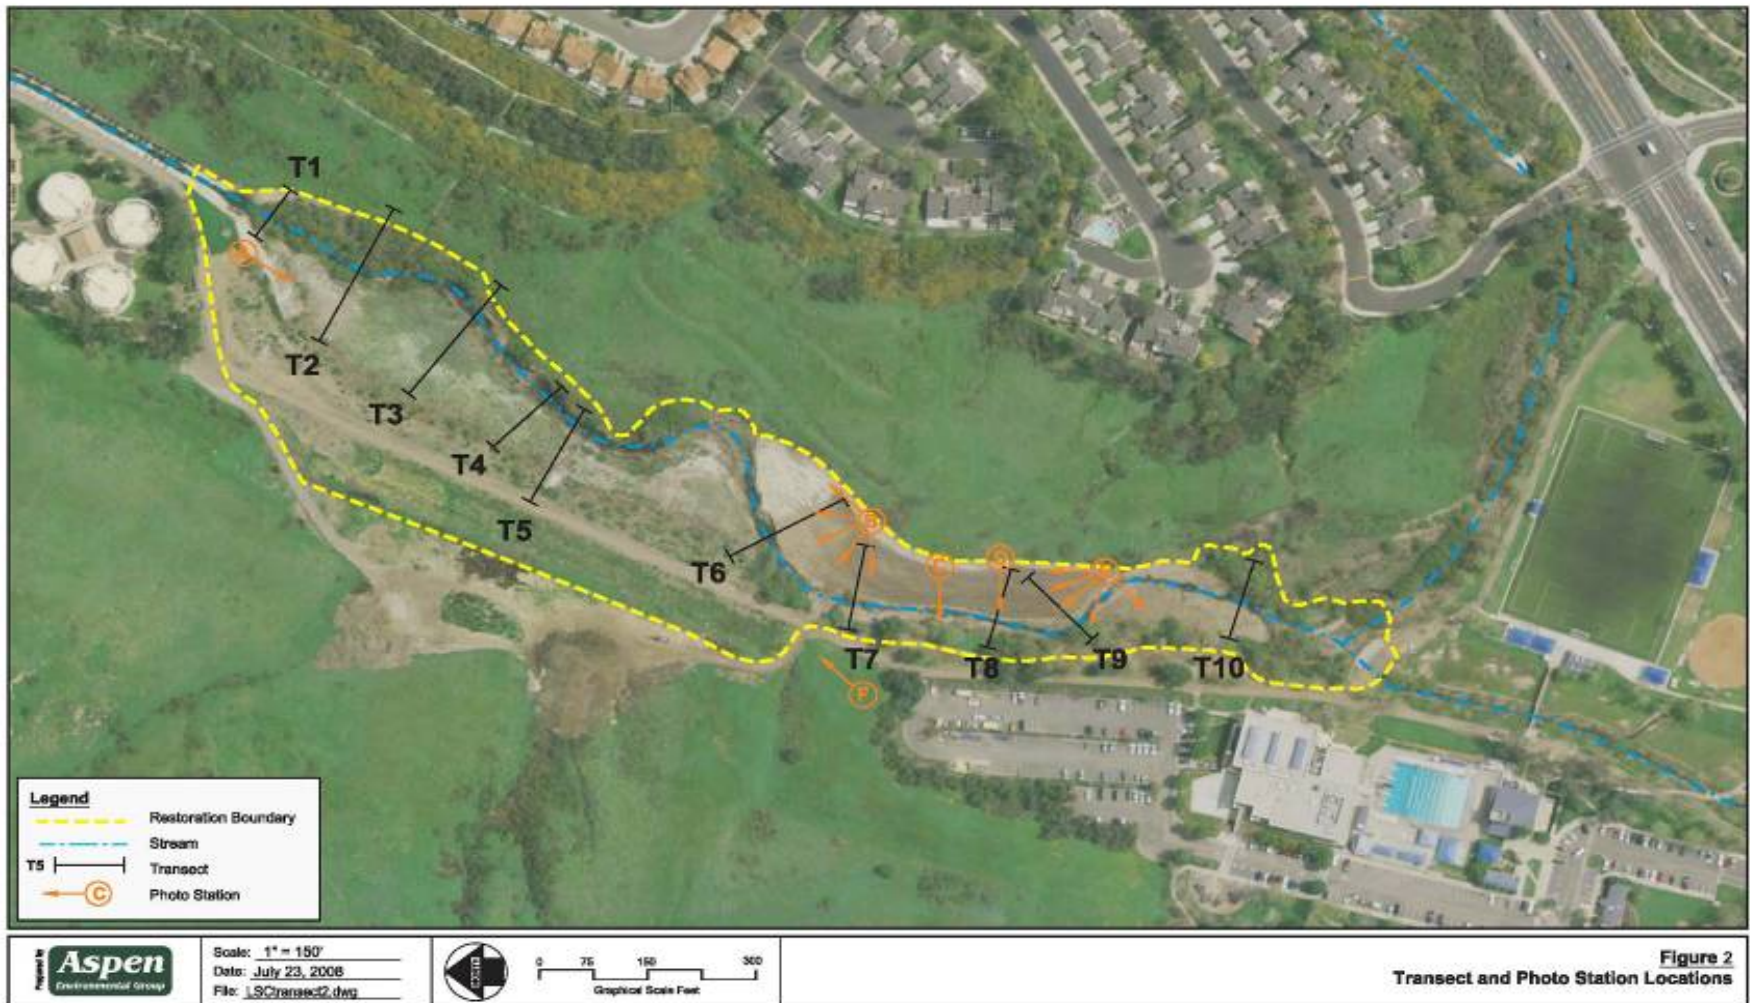 T1
T2
T3
T4
T5
T6
T7
T8
T9
T10
F
Legend
Restoration Boundary
Stream
T5 Transect
C Photo Station
Prepared by
Aspen
Environmental Group
Scale: 1" = 150'
Date: July 23, 2008
File: LSCtransect2.dwg
0 75 150 300
Graphical Scale Feet
Figure 2
Transect and Photo Station Locations